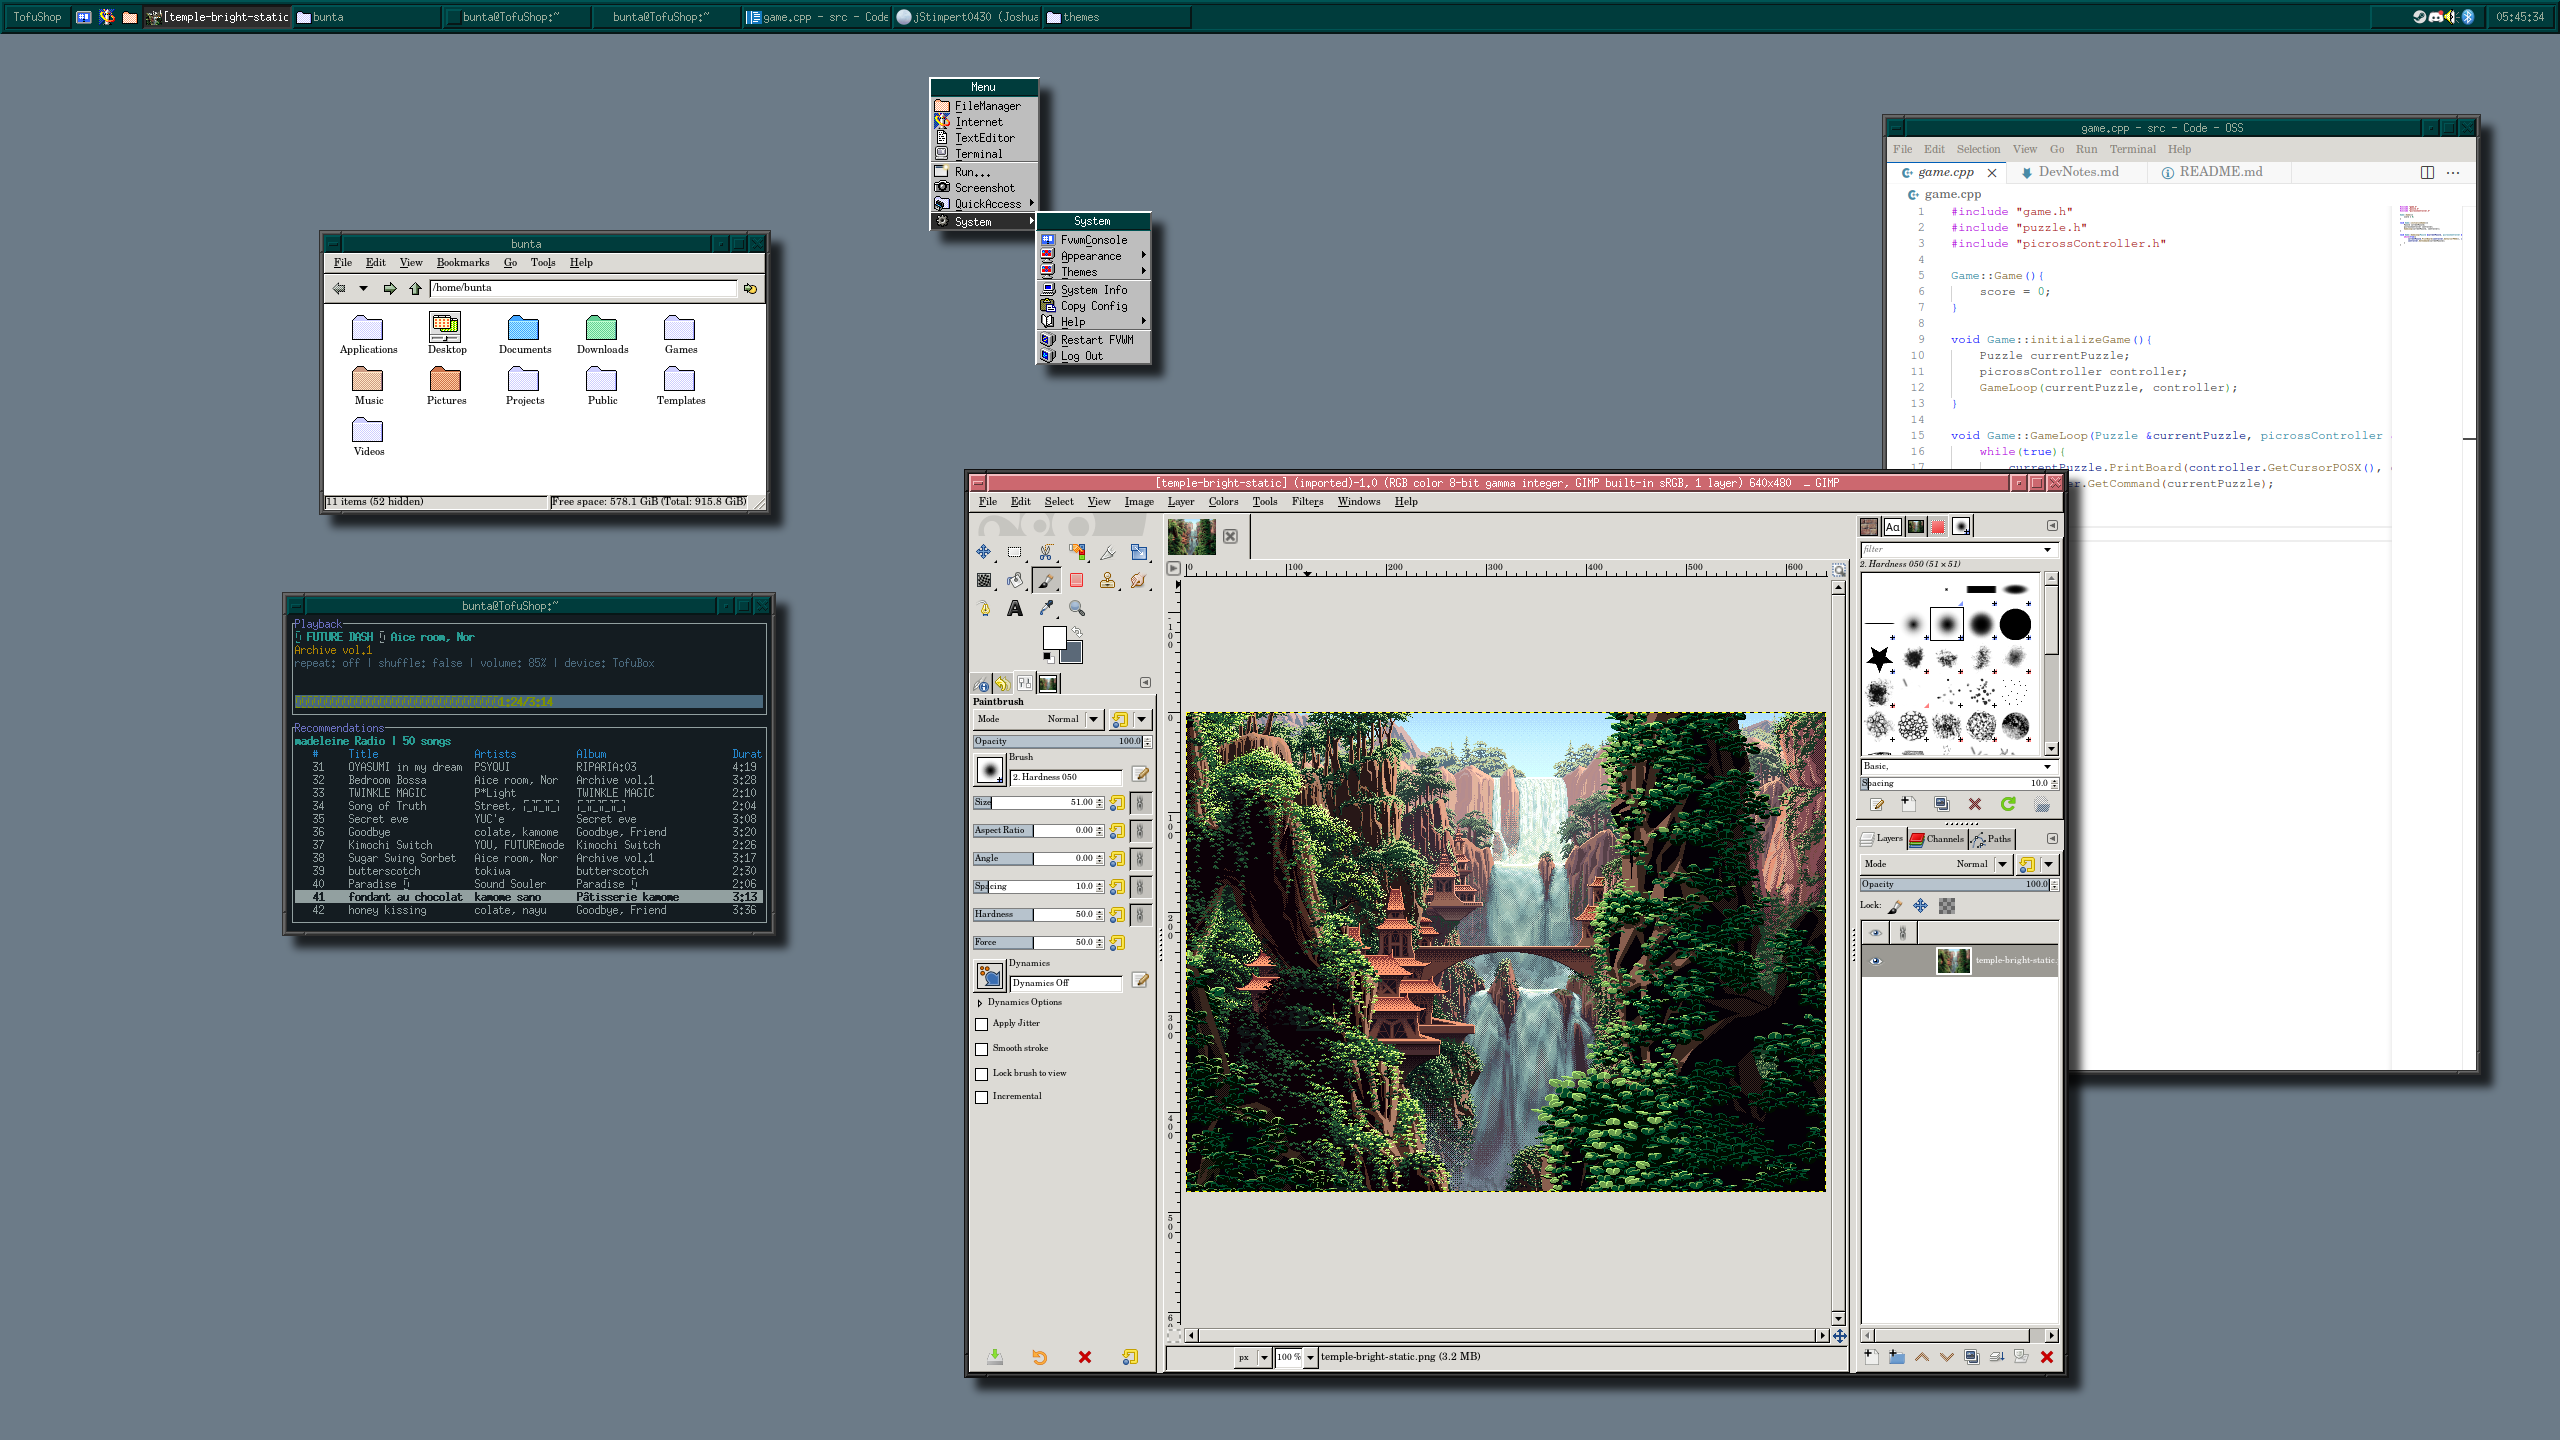 TofuShop
[temple-bright-static
bunta
bunta@TofuShop:~
bunta@TofuShop:~
game.cpp - src - Code
jStimpert0430 (Joshua
themes
05:45:34
Menu
FileManager
Internet
TextEditor
Terminal
Run...
Screenshot
QuickAccess
System
System
FvwmConsole
Appearance
Themes
System Info
Copy Config
Help
Restart FVWM
Log Out
bunta
File Edit View Bookmarks Go Tools Help
/home/bunta
Applications Desktop Documents Downloads Games
Music Pictures Projects Public Templates
Videos
11 items (52 hidden)
Free space: 578.1 GiB (Total: 915.8 GiB)
bunta@TofuShop:~
Playback
FUTURE DASH Aice room, Nor
Archive vol.1
repeat: off | shuffle: false | volume: 85% | device: TofuBox
1:24/3:14
Recommendations
madeleine Radio | 50 songs
# Title Artists Album Durat
31 OYASUMI in my dream PSYQUI RIPARIA:03 4:19
32 Bedroom Bossa Aice room, Nor Archive vol.1 3:28
33 TWINKLE MAGIC P*Light TWINKLE MAGIC 2:10
34 Song of Truth Street, 2:04
35 Secret eve YUC'e Secret eve 3:08
36 Goodbye colate, kamome Goodbye, Friend 3:20
37 Kimochi Switch YOU, FUTUREmode Kimochi Switch 2:26
38 Sugar Swing Sorbet Aice room, Nor Archive vol.1 3:17
39 butterscotch tokiwa butterscotch 2:30
40 Paradise Sound Souler Paradise 2:06
41 fondant au chocolat kamome sano Pâtisserie kamome 3:13
42 honey kissing colate, nayu Goodbye, Friend 3:36
game.cpp - src - Code - OSS
File Edit Selection View Go Run Terminal Help
game.cpp DevNotes.md README.md
game.cpp
1 #include "game.h"
2 #include "puzzle.h"
3 #include "picrossController.h"
4
5 Game::Game(){
6 score = 0;
7 }
8
9 void Game::initializeGame(){
10 Puzzle currentPuzzle;
11 picrossController controller;
12 GameLoop(currentPuzzle, controller);
13 }
14
15 void Game::GameLoop(Puzzle &currentPuzzle, picrossController
16 while(true){
17 currentPuzzle.PrintBoard(controller.GetCursorPOSX(),
r.GetCommand(currentPuzzle);
[temple-bright-static] (imported)-1.0 (RGB color 8-bit gamma integer, GIMP built-in sRGB, 1 layer) 640x480 – GIMP
File Edit Select View Image Layer Colors Tools Filters Windows Help
0 100 200 300 400 500 600
-100
0
100
200
300
400
500
Paintbrush
Mode Normal
Opacity 100.0
Brush
2. Hardness 050
Size 51.00
Aspect Ratio 0.00
Angle 0.00
Spacing 10.0
Hardness 50.0
Force 50.0
Dynamics
Dynamics Off
Dynamics Options
Apply Jitter
Smooth stroke
Lock brush to view
Incremental
px 100 % temple-bright-static.png (3.2 MB)
Aa
filter
2. Hardness 050 (51 × 51)
Basic,
Spacing 10.0
Layers Channels Paths
Mode Normal
Opacity 100.0
Lock:
temple-bright-static.